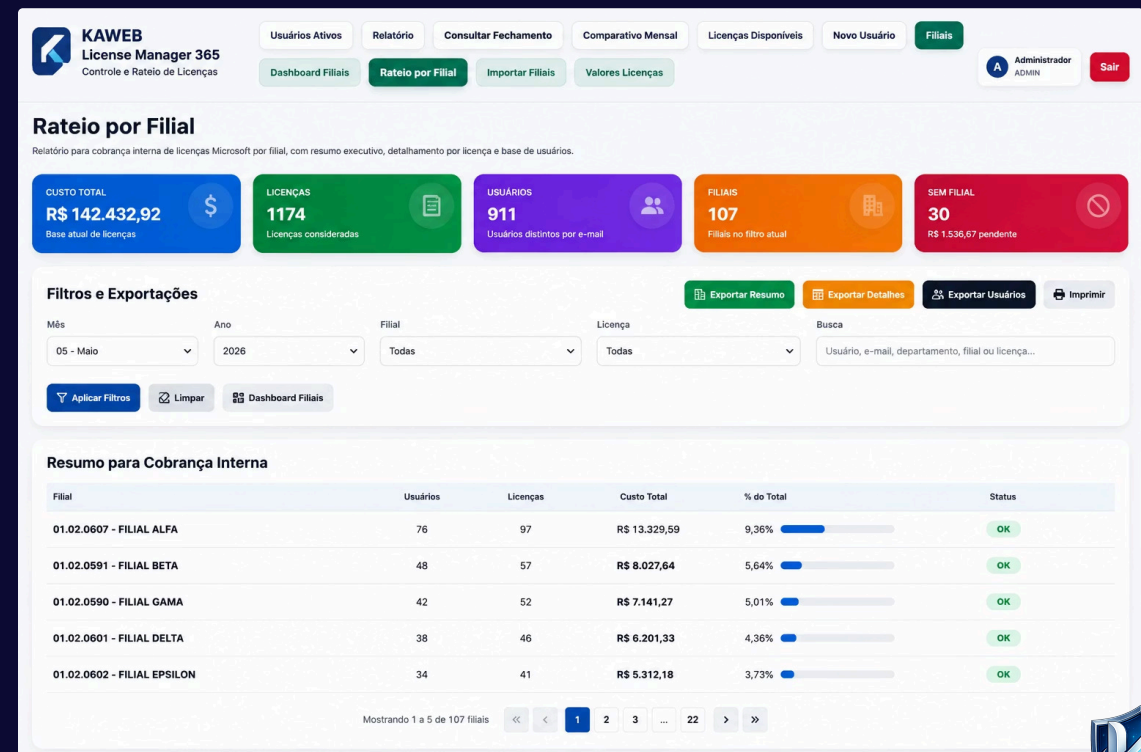 KAWEB
License Manager 365
Controle e Rateio de Licenças
Usuários Ativos
Relatório
Consultar Fechamento
Comparativo Mensal
Licenças Disponíveis
Novo Usuário
Filiais
Dashboard Filiais
Rateio por Filial
Importar Filiais
Valores Licenças
A
Administrador
ADMIN
Sair
Rateio por Filial
Relatório para cobrança interna de licenças Microsoft por filial, com resumo executivo, detalhamento por licença e base de usuários.
CUSTO TOTAL
R$ 142.432,92
Base atual de licenças
LICENÇAS
1174
Licenças consideradas
USUÁRIOS
911
Usuários distintos por e-mail
FILIAIS
107
Filiais no filtro atual
SEM FILIAL
30
R$ 1.536,67 pendente
Filtros e Exportações
Exportar Resumo
Exportar Detalhes
Exportar Usuários
Imprimir
Mês
Ano
Filial
Licença
Busca
05 - Maio
2026
Todas
Todas
Usuário, e-mail, departamento, filial ou licença...
Aplicar Filtros
Limpar
Dashboard Filiais
Resumo para Cobrança Interna
Filial Usuários Licenças Custo Total % do Total Status
01.02.0607 - FILIAL ALFA 76 97 R$ 13.329,59 9,36% OK
01.02.0591 - FILIAL BETA 48 57 R$ 8.027,64 5,64% OK
01.02.0590 - FILIAL GAMA 42 52 R$ 7.141,27 5,01% OK
01.02.0601 - FILIAL DELTA 38 46 R$ 6.201,33 4,36% OK
01.02.0602 - FILIAL EPSILON 34 41 R$ 5.312,18 3,73% OK
Mostrando 1 a 5 de 107 filiais « ‹ 1 2 3 ... 22 › »